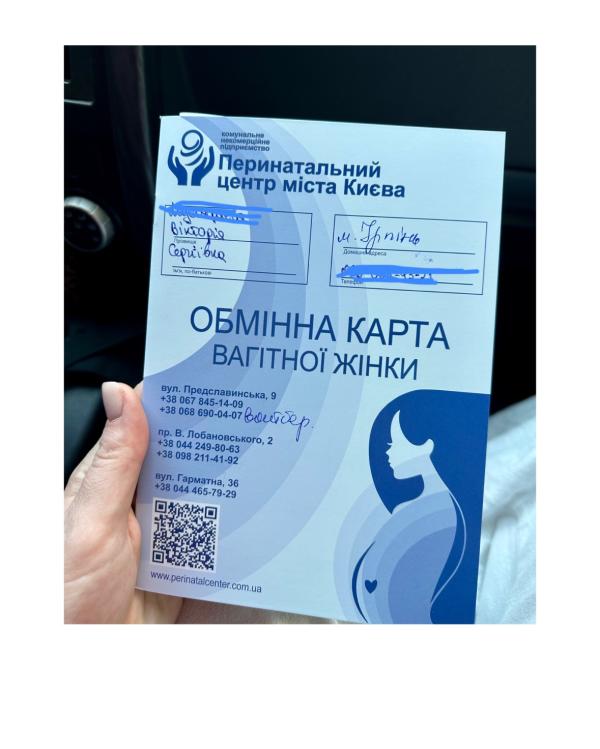 комунальне
некомерційне
підприємство
Перинатальний
центр міста Києва
Вікторія
Прізвище
Сергіївна
ім'я, по-батькові
м. Ірпінь
Домашня адреса
Телефон
ОБМІННА КАРТА
ВАГІТНОЇ ЖІНКИ
вул. Предславинська, 9
+38 067 845-14-09
+38 068 690-04-07 вайбер.
пр. В. Лобановського, 2
+38 044 249-80-63
+38 098 211-41-92
вул. Гарматна, 36
+38 044 465-79-29
www.perinatalcenter.com.ua